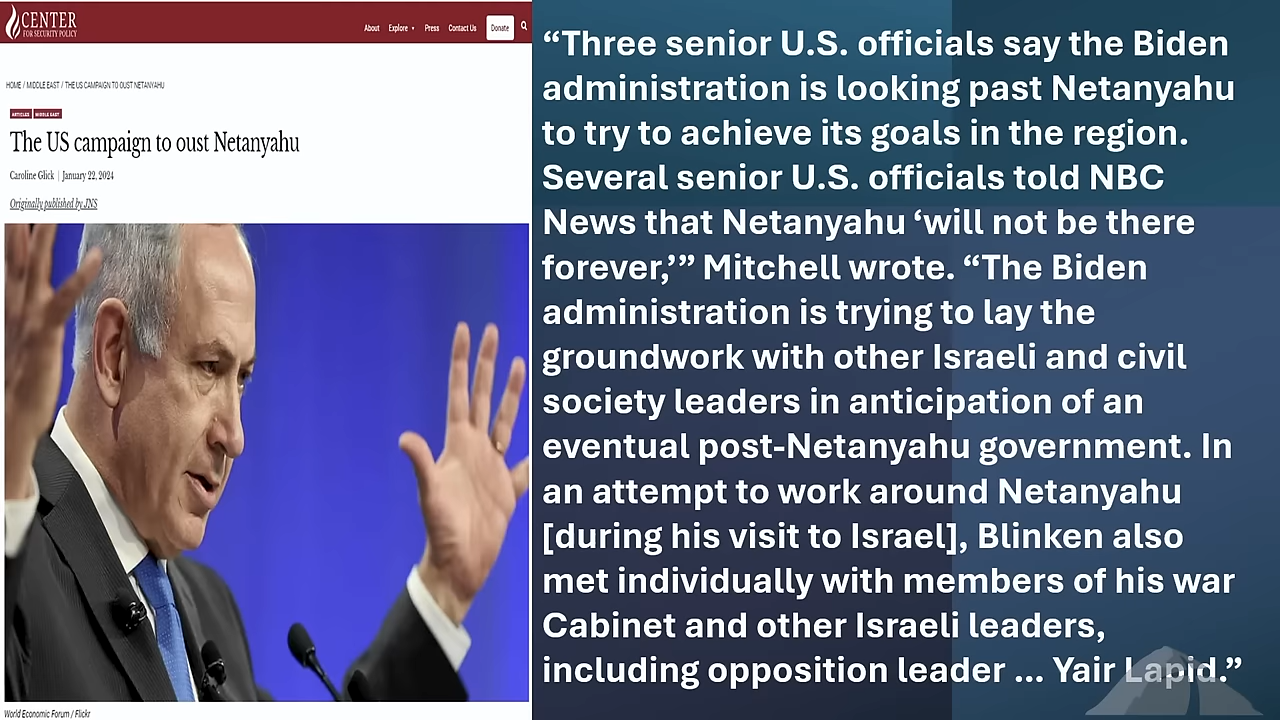 CENTER
FOR SECURITY POLICY
About Explore Press Contact Us Donate
HOME / MIDDLE EAST / THE US CAMPAIGN TO OUST NETANYAHU
ARTICLES MIDDLE EAST
The US campaign to oust Netanyahu
Caroline Glick | January 22, 2024
Originally published by JNS
World Economic Forum / Flickr
“Three senior U.S. officials say the Biden
administration is looking past Netanyahu
to try to achieve its goals in the region.
Several senior U.S. officials told NBC
News that Netanyahu ‘will not be there
forever,’” Mitchell wrote. “The Biden
administration is trying to lay the
groundwork with other Israeli and civil
society leaders in anticipation of an
eventual post-Netanyahu government. In
an attempt to work around Netanyahu
[during his visit to Israel], Blinken also
met individually with members of his war
Cabinet and other Israeli leaders,
including opposition leader ... Yair Lapid.”